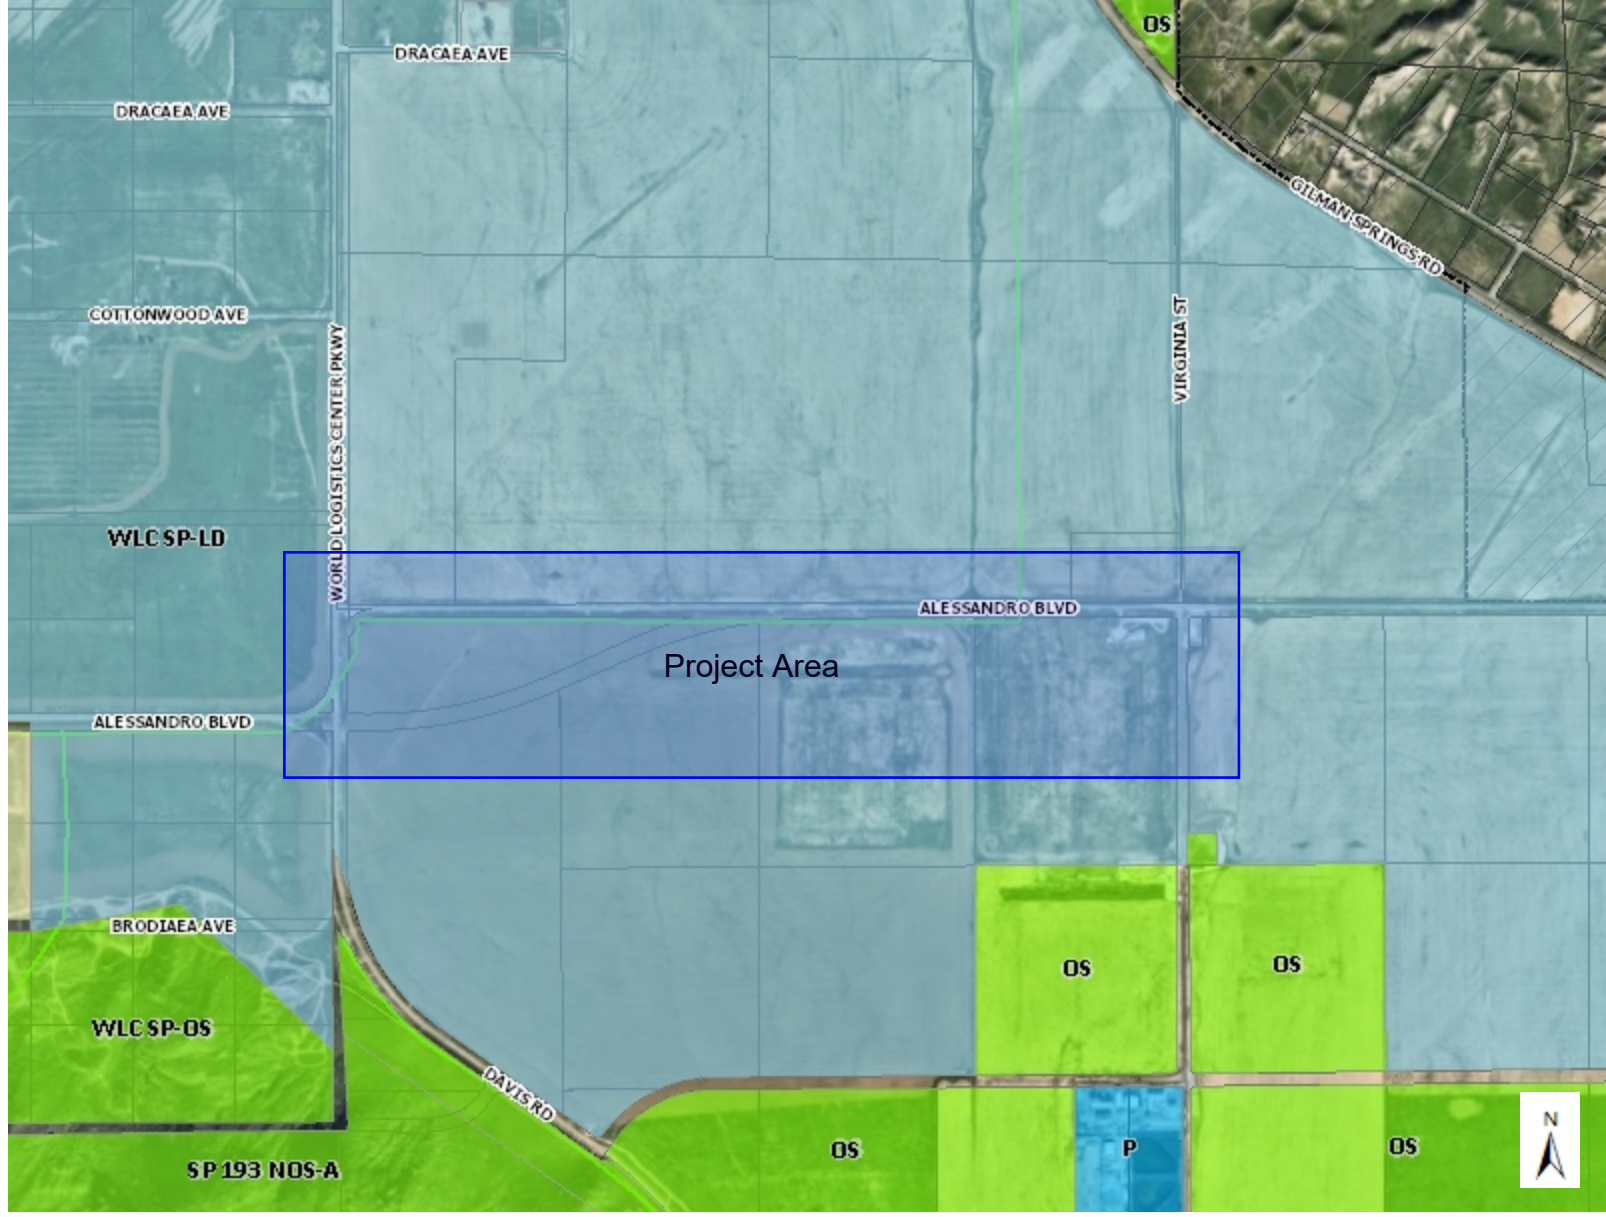 OS
DRACAEA AVE
DRACAEA AVE
GILMAN SPRINGS RD
COTTONWOOD AVE
VIRGINIA ST
WORLD LOGISTICS CENTER PKWY
WLC SP-LD
ALESSANDRO BLVD
Project Area
ALESSANDRO BLVD
BRODIAEA AVE
OS
OS
WLC SP-OS
DAVIS RD
N
OS
P
OS
SP 193 NOS-A